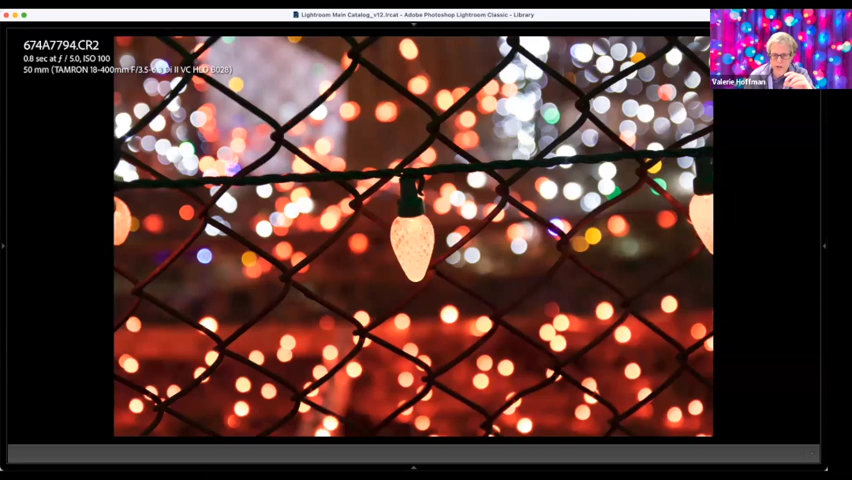 Lightroom Main Catalog_v12.lrcat - Adobe Photoshop Lightroom Classic - Library
674A7794.CR2
0.8 sec at ƒ / 5.0, ISO 100
50 mm (TAMRON 18-400mm F/3.5-6.3 Di II VC HLD B028)
Valerie Hoffman